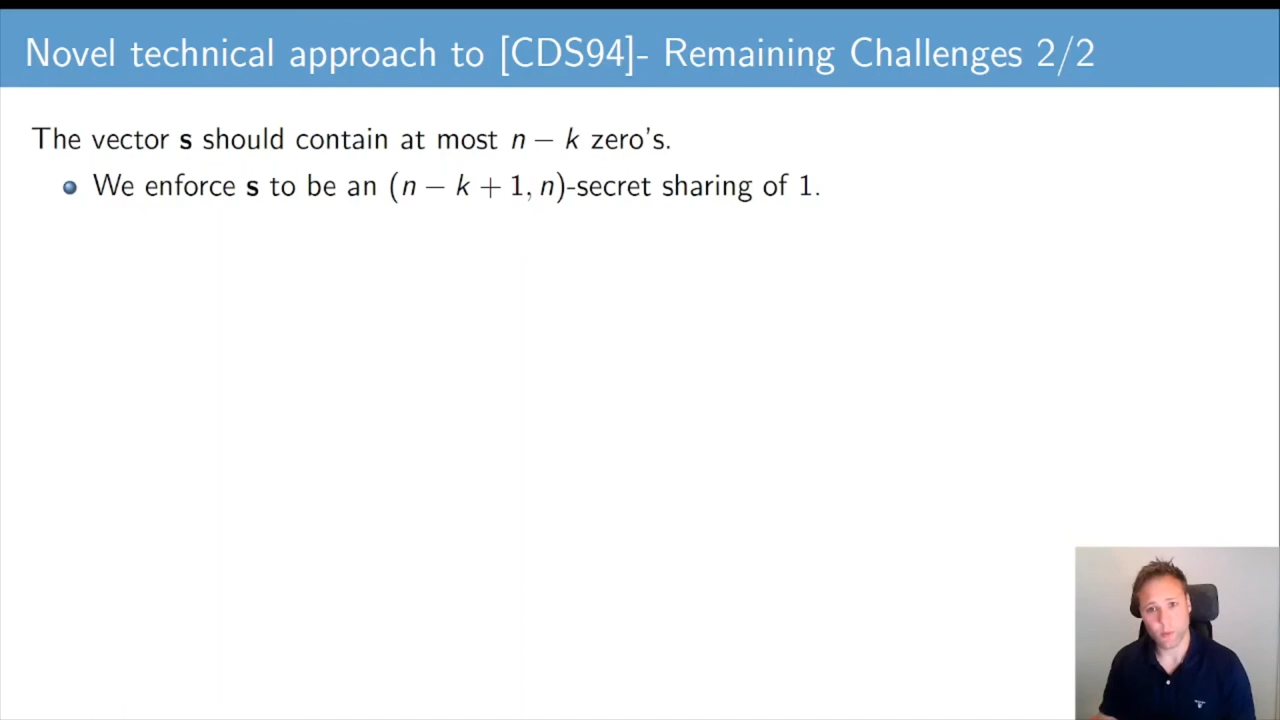 Novel technical approach to [CDS94]- Remaining Challenges 2/2
The vector s should contain at most n − k zero's.
We enforce s to be an (n − k + 1, n)-secret sharing of 1.